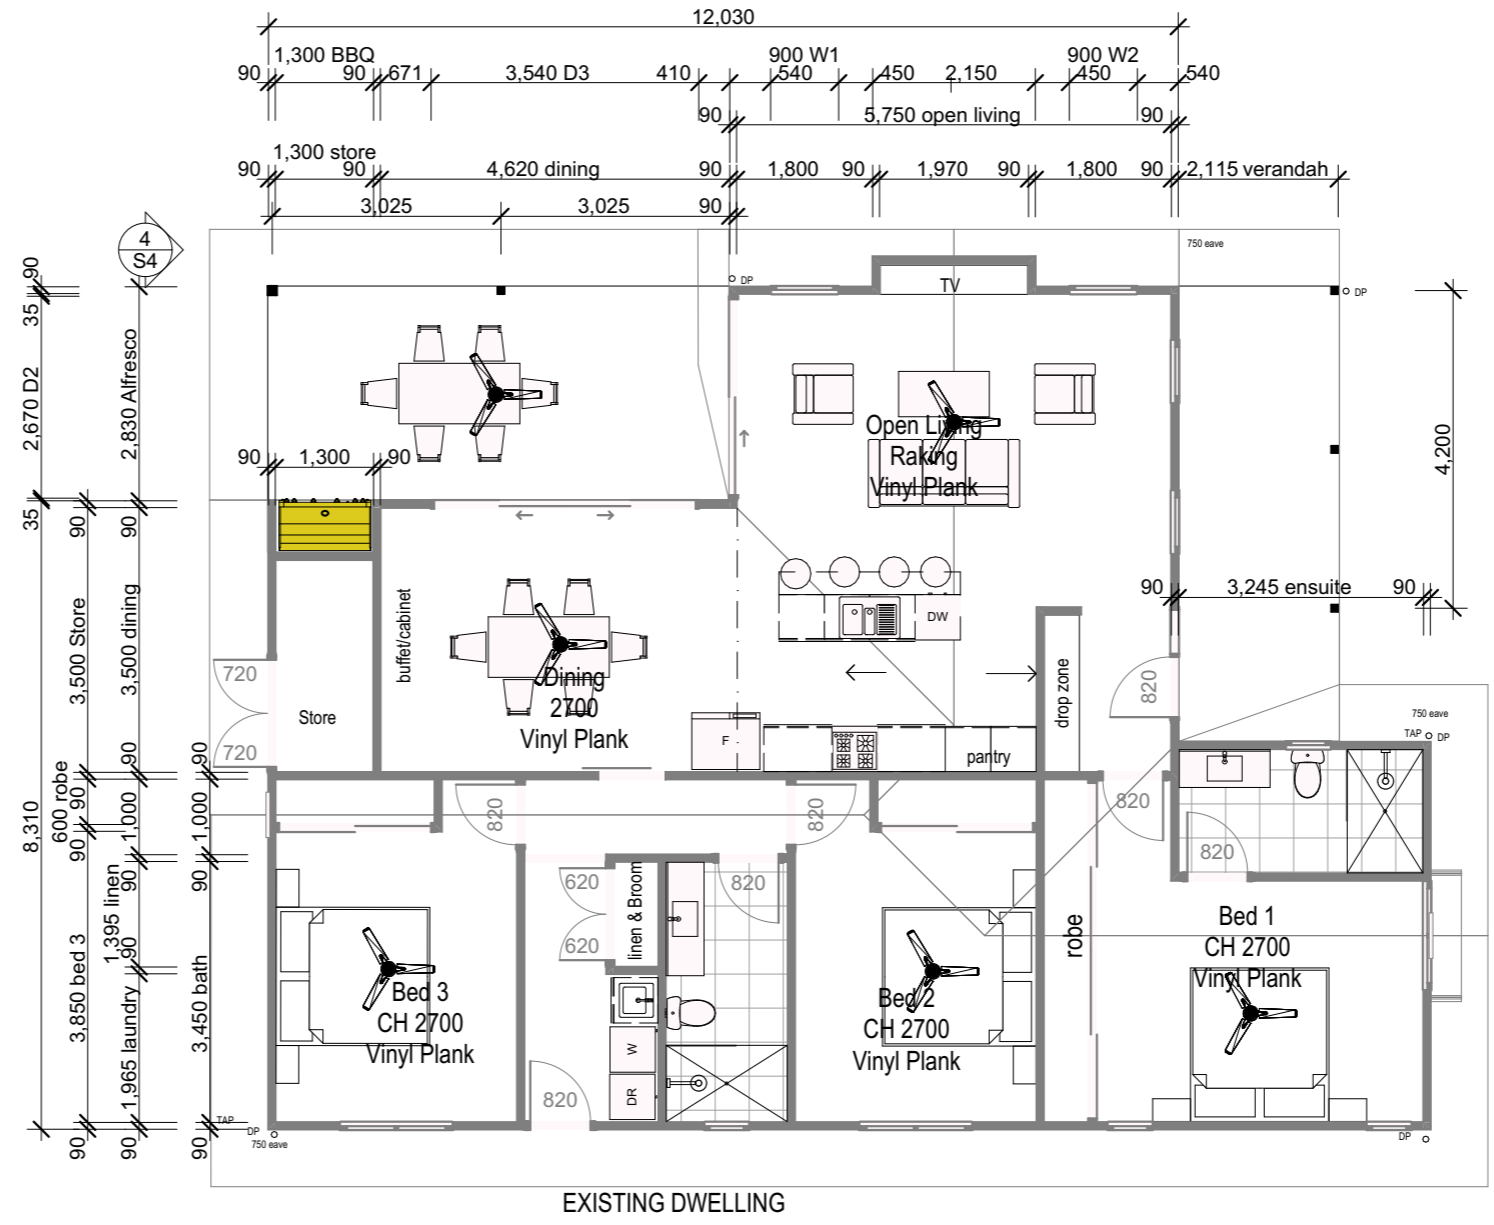 12,030
1,300 BBQ 900 W1 900 W2
90 90 671 3,540 D3 410 540 450 2,150 450 540
90 5,750 open living 90
1,300 store
90 90 4,620 dining 90 1,800 90 1,970 90 1,800 90 2,115 verandah
3,025 3,025 90
4
S4
750 eave
DP
TV
DP
90
35
2,670 D2
35
8,310
2,830 Alfresco
4,200
90 1,300 90
Open Living
Raking
Vinyl Plank
90
3,500 Store
90
600 robe
90
3,850 bed 3
90
90
3,500 dining
90
1,000
90
1,395 linen
90
1,965 laundry
90
90
1,000
90
3,450 bath
90
90 3,245 ensuite 90
buffet/cabinet
DW
Dining
2700
Vinyl Plank
720
Store
720
F
pantry
drop zone
820
750 eave
TAP DP
820
820
820
820
620
620
linen & Broom
820
robe
Bed 1
CH 2700
Vinyl Plank
Bed 3
CH 2700
Vinyl Plank
Bed 2
CH 2700
Vinyl Plank
W
DR
820
TAP
DP
750 eave
DP
EXISTING DWELLING